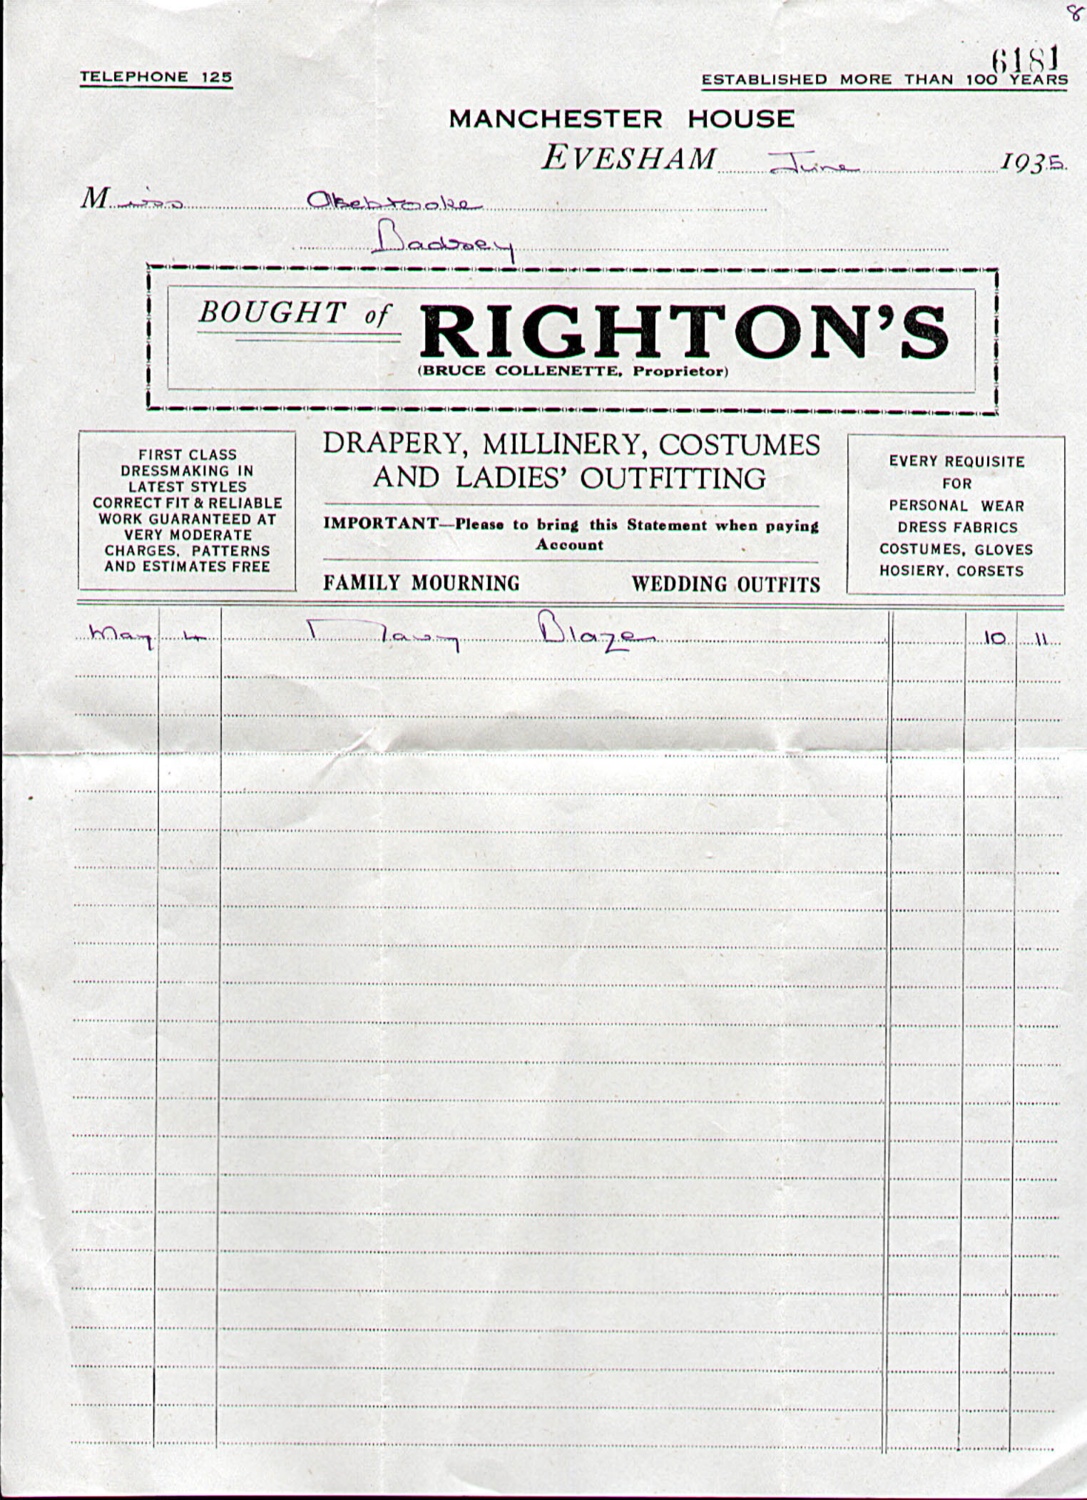 8
6181
TELEPHONE 125
ESTABLISHED MORE THAN 100 YEARS
MANCHESTER HOUSE
EVESHAM June 1935.
Miss Akebrooke
Badsey
BOUGHT of RIGHTON'S
(BRUCE COLLENETTE, Proprietor)
FIRST CLASS
DRESSMAKING IN
LATEST STYLES
CORRECT FIT & RELIABLE
WORK GUARANTEED AT
VERY MODERATE
CHARGES, PATTERNS
AND ESTIMATES FREE
DRAPERY, MILLINERY, COSTUMES
AND LADIES' OUTFITTING
IMPORTANT—Please to bring this Statement when paying
Account
FAMILY MOURNING WEDDING OUTFITS
EVERY REQUISITE
FOR
PERSONAL WEAR
DRESS FABRICS
COSTUMES, GLOVES
HOSIERY, CORSETS
May 4 Navy Blaze 10 11